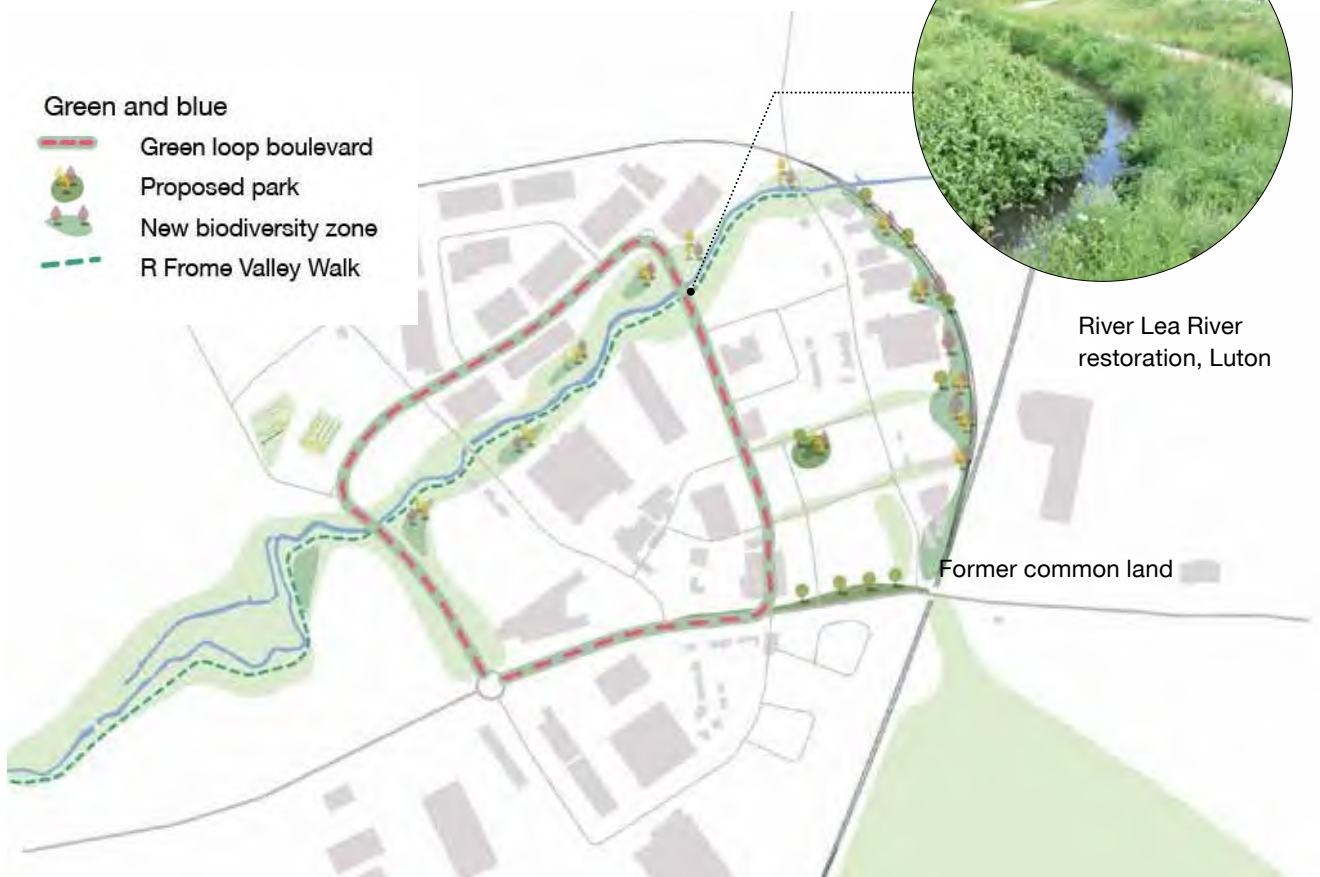 Green and blue
Green loop boulevard
Proposed park
New biodiversity zone
R Frome Valley Walk
River Lea River
restoration, Luton
Former common land